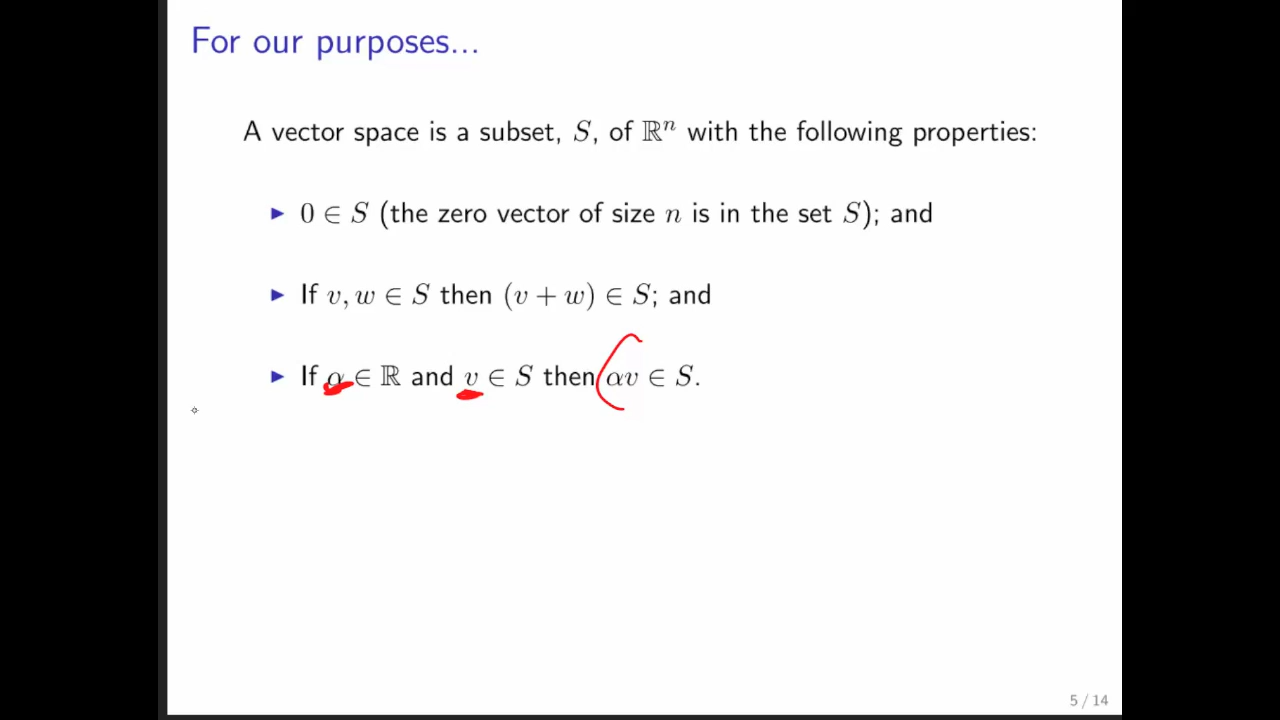 For our purposes...
A vector space is a subset, S, of ℝⁿ with the following properties:
▶ 0 ∈ S (the zero vector of size n is in the set S); and
▶ If v, w ∈ S then (v + w) ∈ S; and
▶ If α ∈ ℝ and v ∈ S then αv ∈ S.
5 / 14